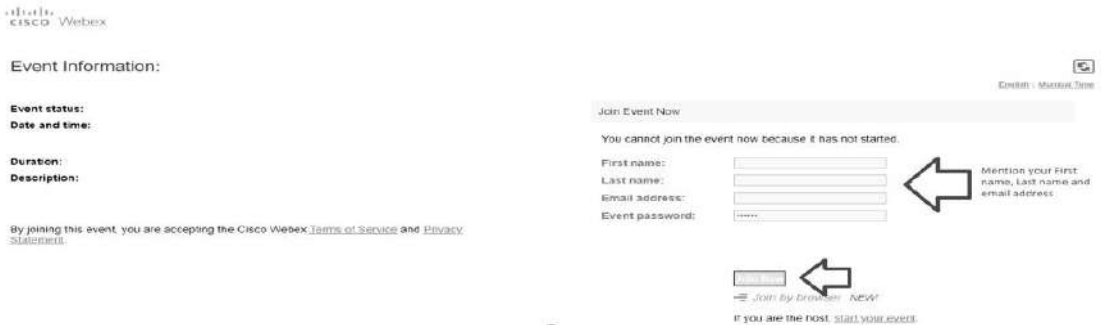 cisco Webex
Event Information:
English : Mumbai Time
Event status:
Date and time:
Duration:
Description:
By joining this event, you are accepting the Cisco Webex Terms of Service and Privacy
Statement.
Join Event Now
You cannot join the event now because it has not started.
First name:
Last name:
Email address:
Event password:
Mention your First
name, Last name and
email address
Join Now
Join by browser NEW!
If you are the host, start your event.